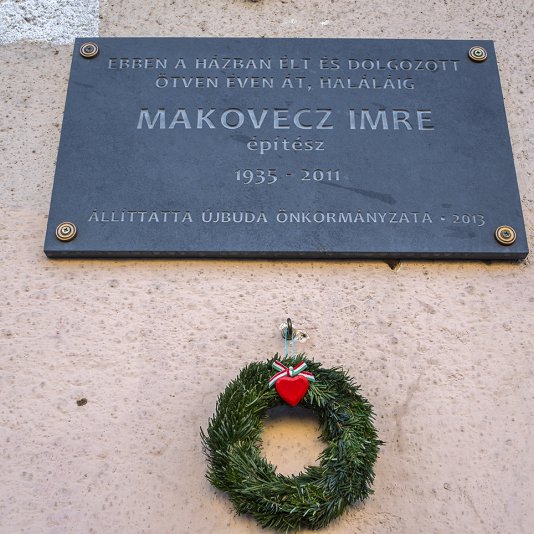 EBBEN A HÁZBAN ÉLT ÉS DOLGOZOTT
ÖTVEN ÉVEN ÁT, HALÁLÁIG
MAKOVECZ IMRE
építész
1935 - 2011
ÁLLÍTTATTA ÚJBUDA ÖNKORMÁNYZATA • 2013